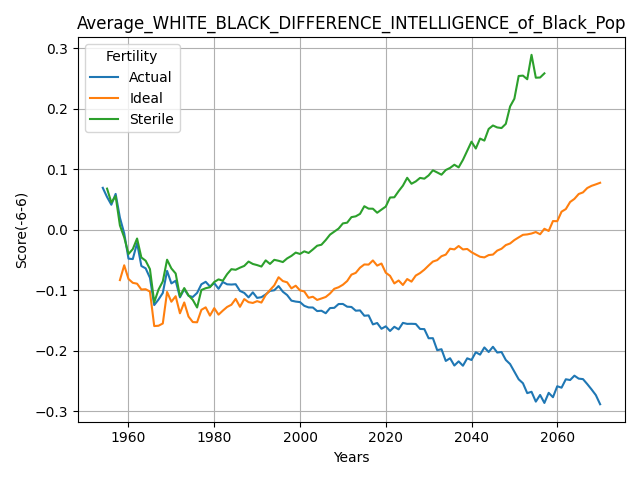 Average_WHITE_BLACK_DIFFERENCE_INTELLIGENCE_of_Black_Pop
Fertility
Actual
Ideal
Sterile
Score(-6-6)
0.3
0.2
0.1
0.0
−0.1
−0.2
−0.3
1960 1980 2000 2020 2040 2060
Years